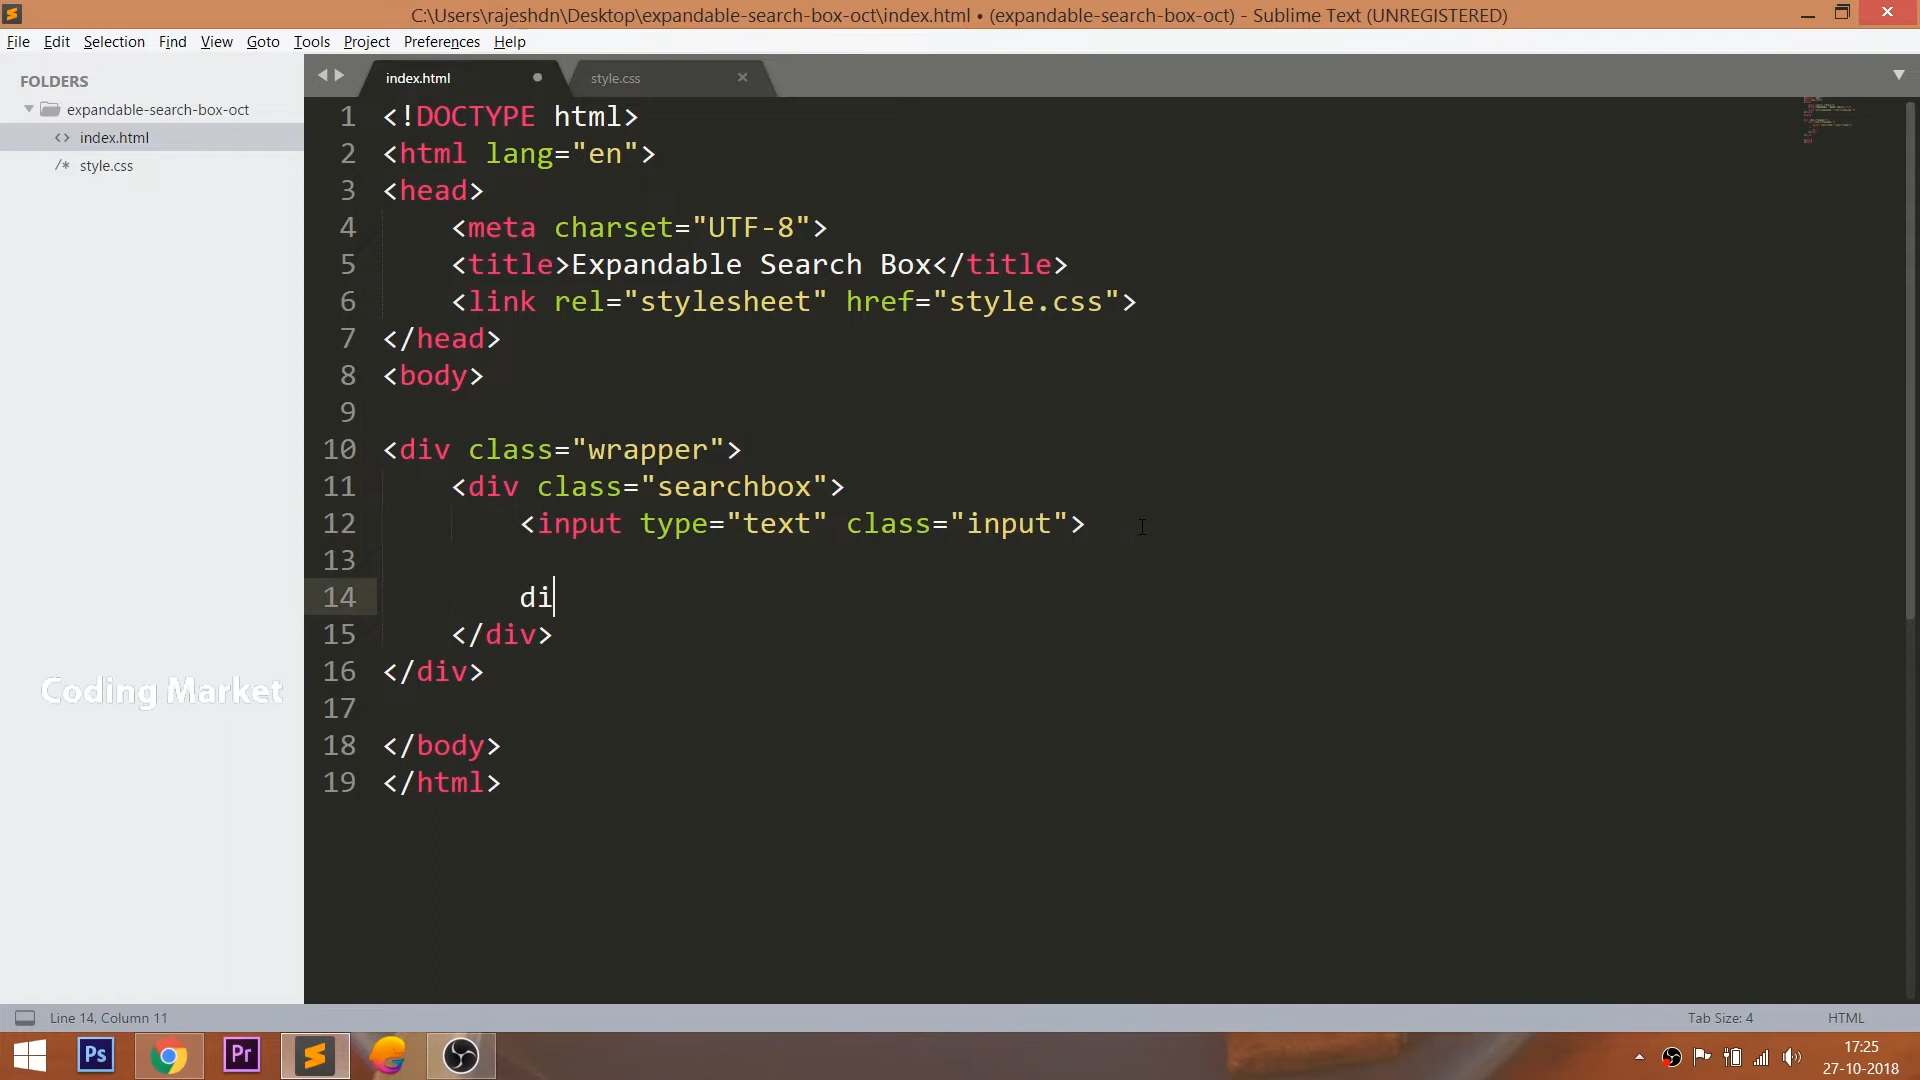 C:\Users\rajeshdn\Desktop\expandable-search-box-oct\index.html • (expandable-search-box-oct) - Sublime Text (UNREGISTERED)
File Edit Selection Find View Goto Tools Project Preferences Help
FOLDERS
expandable-search-box-oct
<> index.html
/* style.css
Coding Market
index.html
style.css
1 <!DOCTYPE html>
2 <html lang="en">
3 <head>
4 <meta charset="UTF-8">
5 <title>Expandable Search Box</title>
6 <link rel="stylesheet" href="style.css">
7 </head>
8 <body>
9
10 <div class="wrapper">
11 <div class="searchbox">
12 <input type="text" class="input">
13
14 di
15 </div>
16 </div>
17
18 </body>
19 </html>
Line 14, Column 11
Tab Size: 4
HTML
Ps
Pr
17:25
27-10-2018